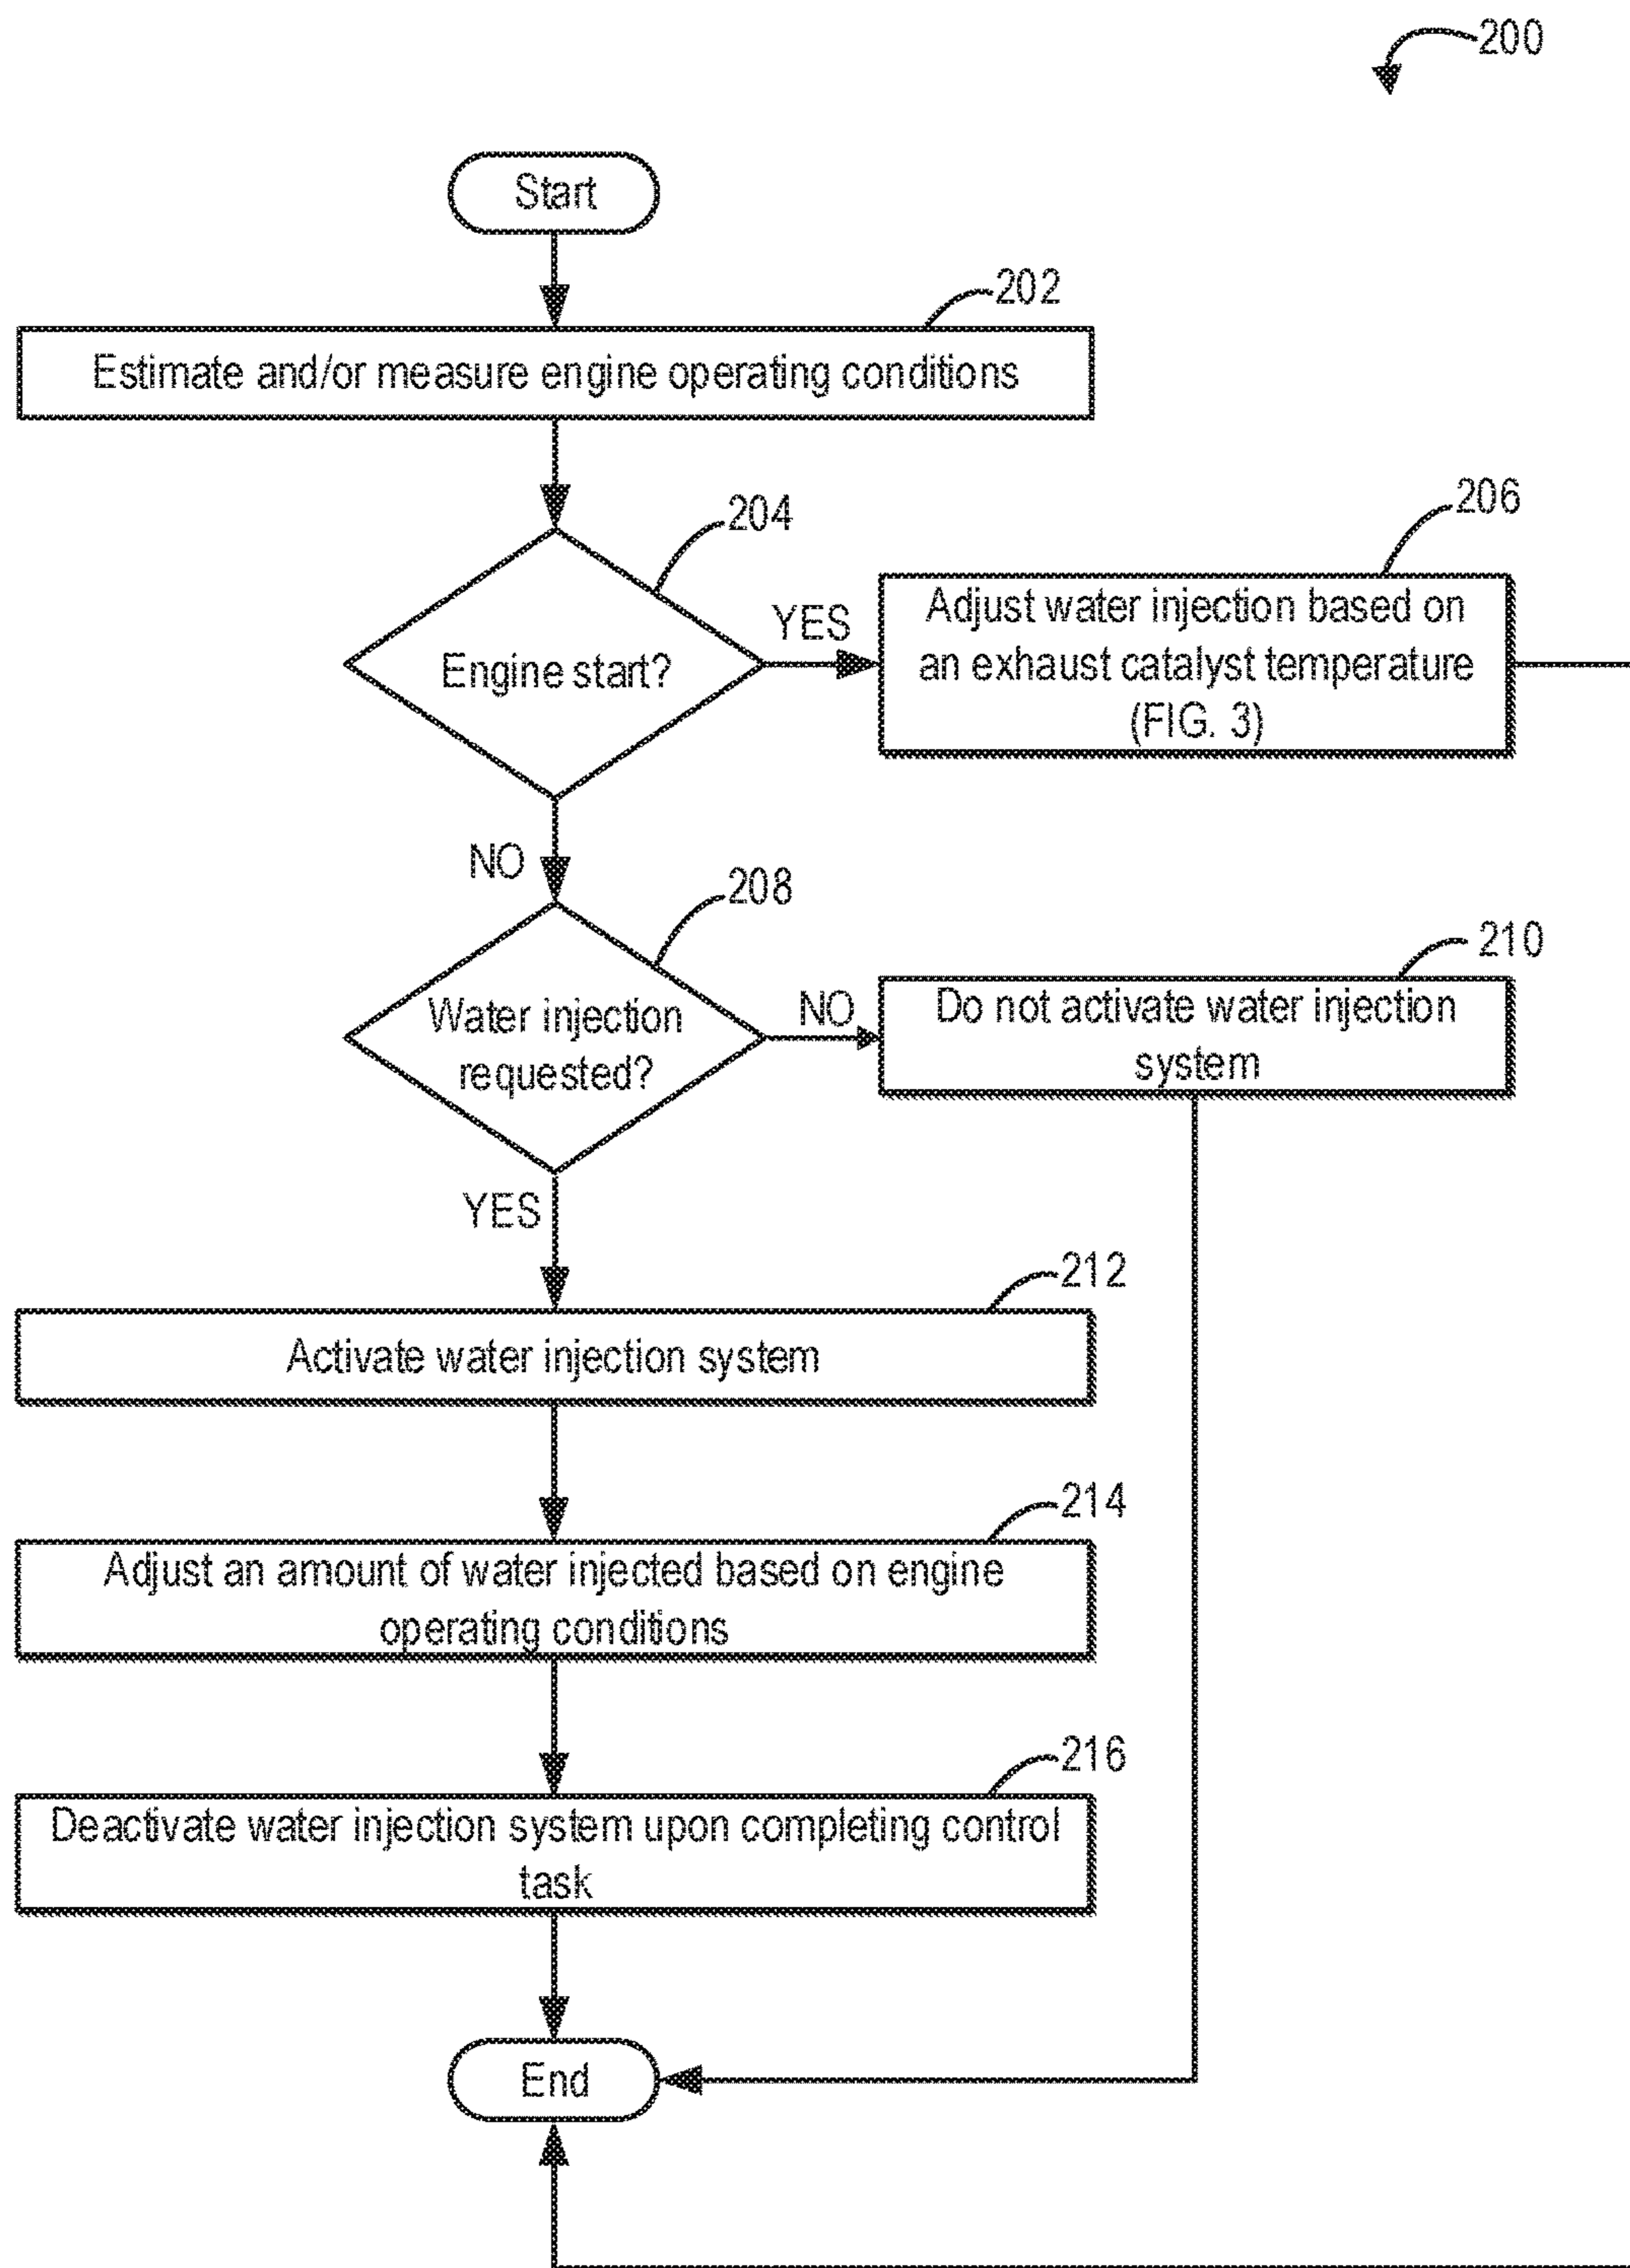 200
Start
202
Estimate and/or measure engine operating conditions
204
Engine start?
YES
206
Adjust water injection based on
an exhaust catalyst temperature
(FIG. 3)
NO
208
Water injection
requested?
NO
210
Do not activate water injection
system
YES
212
Activate water injection system
214
Adjust an amount of water injected based on engine
operating conditions
216
Deactivate water injection system upon completing control
task
End